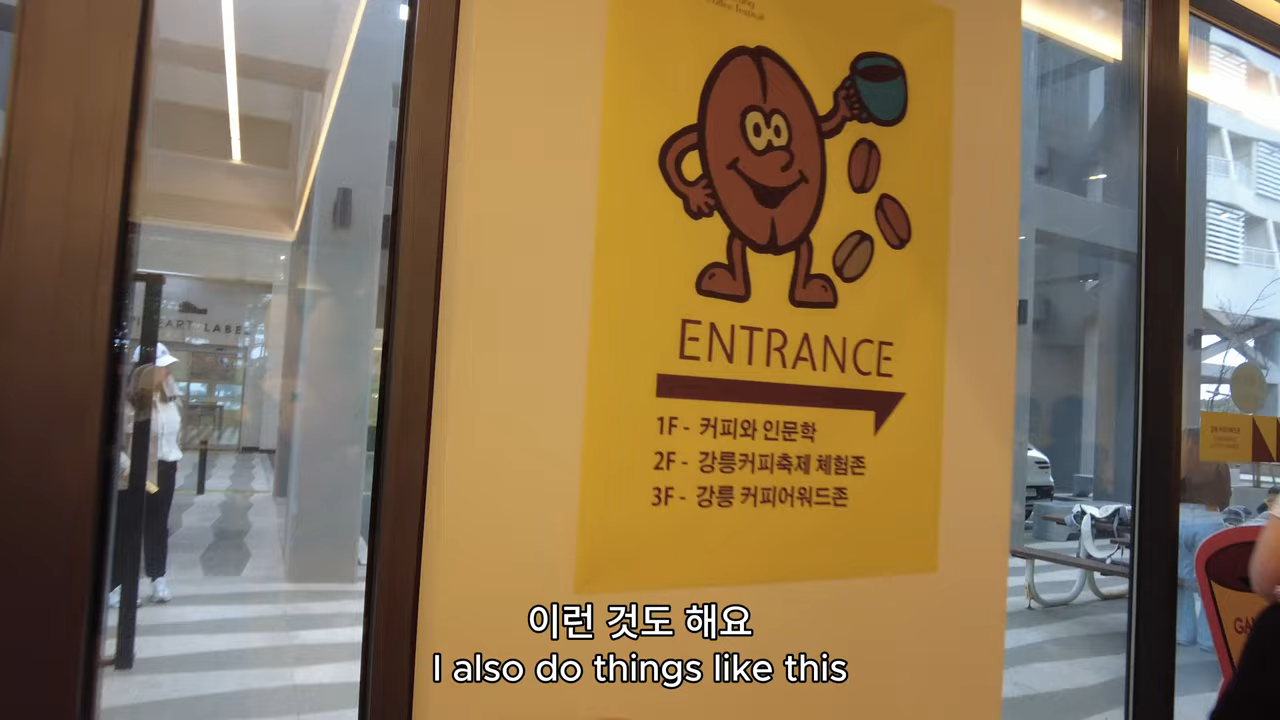 ENTRANCE
1F - 커피와 인문학
2F - 강릉커피축제 체험존
3F - 강릉 커피어워드존
이런 것도 해요
I also do things like this